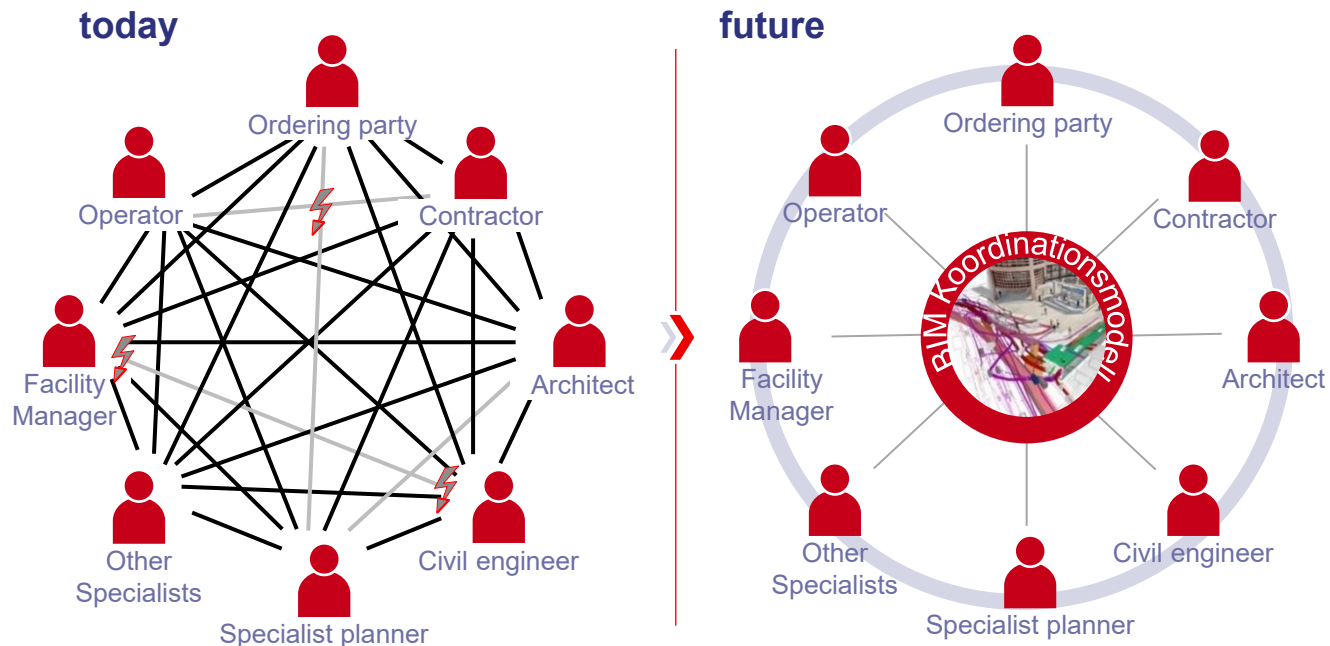 today
Ordering party
Operator
Contractor
Facility
Manager
Architect
Other
Specialists
Civil engineer
Specialist planner
future
Ordering party
Operator
Contractor
BIM Koordinationsmodell
Facility
Manager
Architect
Other
Specialists
Civil engineer
Specialist planner